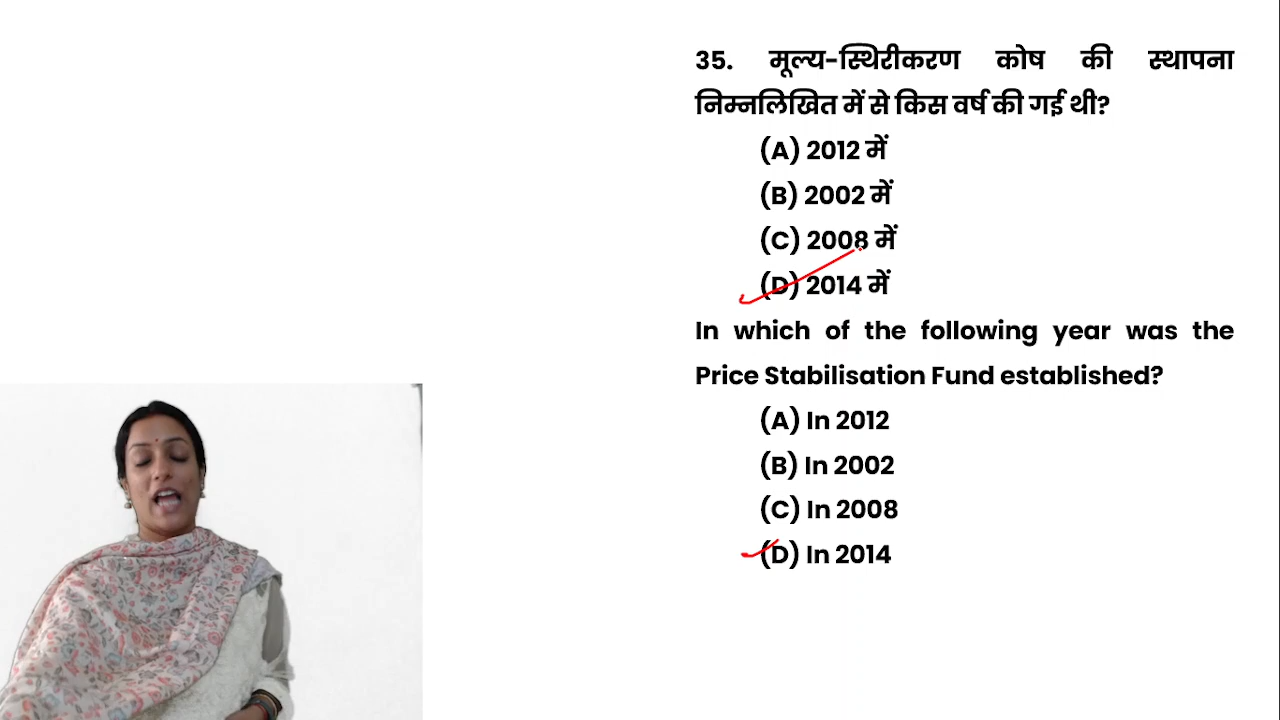 35. मूल्य-स्थिरीकरण कोष की स्थापना
निम्नलिखित में से किस वर्ष की गई थी?
(A) 2012 में
(B) 2002 में
(C) 2008 में
(D) 2014 में
In which of the following year was the
Price Stabilisation Fund established?
(A) In 2012
(B) In 2002
(C) In 2008
(D) In 2014